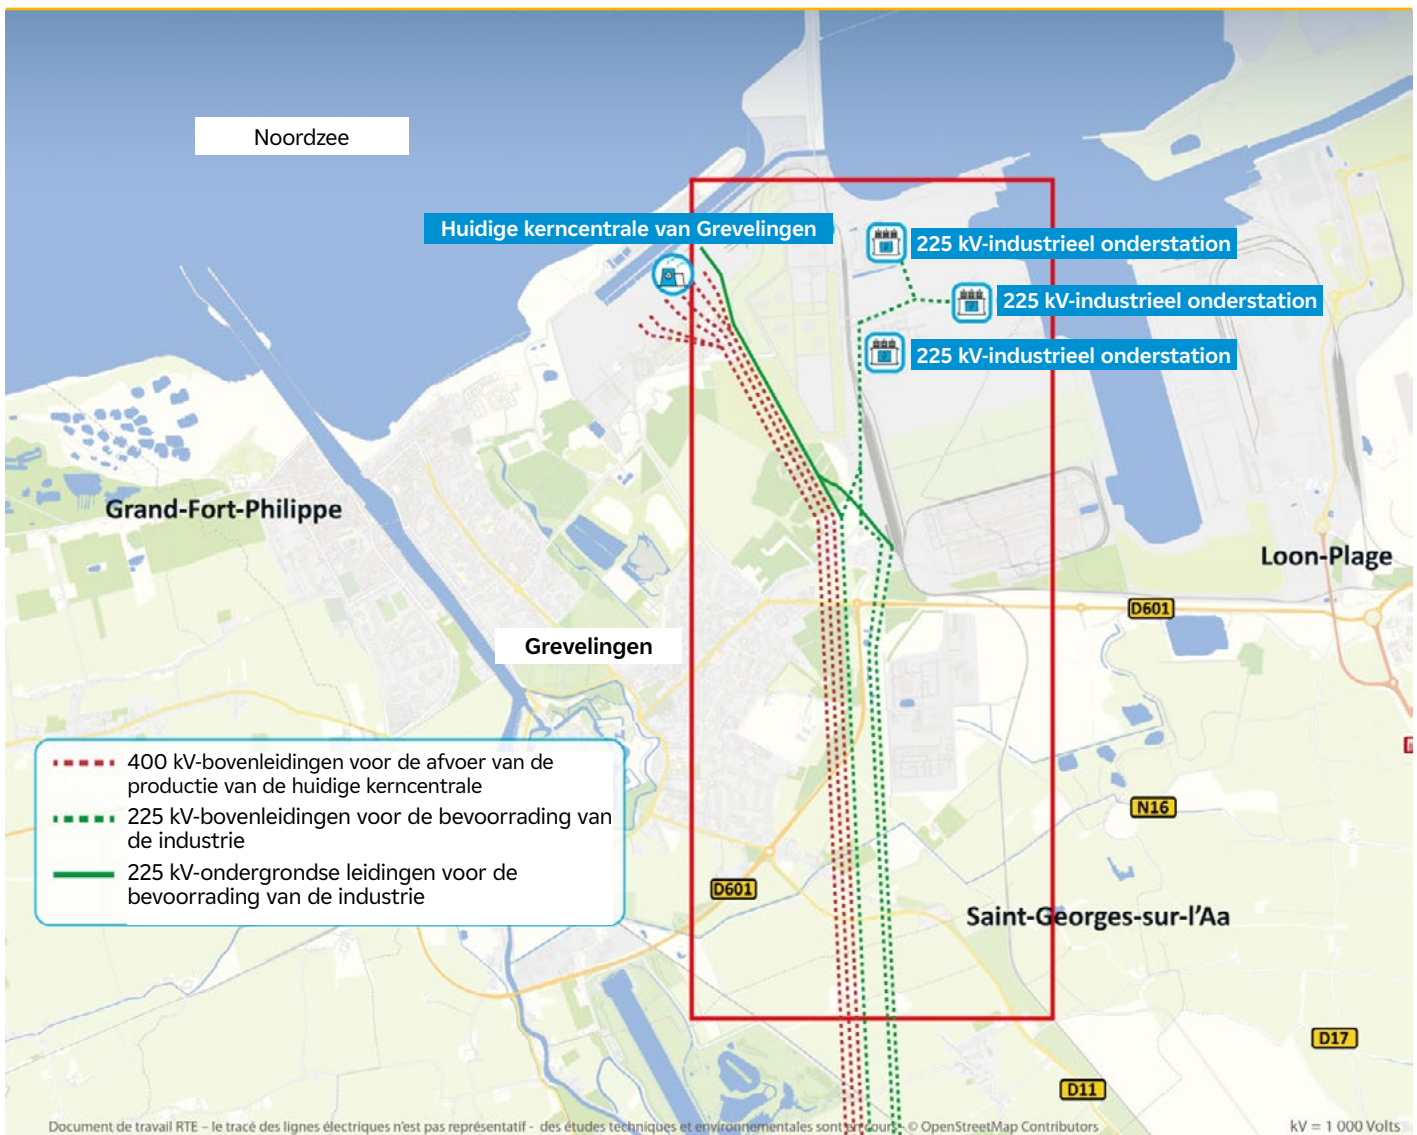 Noordzee
Huidige kerncentrale van Grevelingen
225 kV-industrieel onderstation
225 kV-industrieel onderstation
225 kV-industrieel onderstation
Grand-Fort-Philippe
Loon-Plage
D601
Grevelingen
400 kV-bovenleidingen voor de afvoer van de
productie van de huidige kerncentrale
225 kV-bovenleidingen voor de bevoorrading van
de industrie
225 kV-ondergrondse leidingen voor de
bevoorrading van de industrie
N16
D601
Saint-Georges-sur-l'Aa
D17
D11
Document de travail RTE – le tracé des lignes électriques n'est pas représentatif - des études techniques et environnementales sont en cours - © OpenStreetMap Contributors
kV = 1 000 Volts